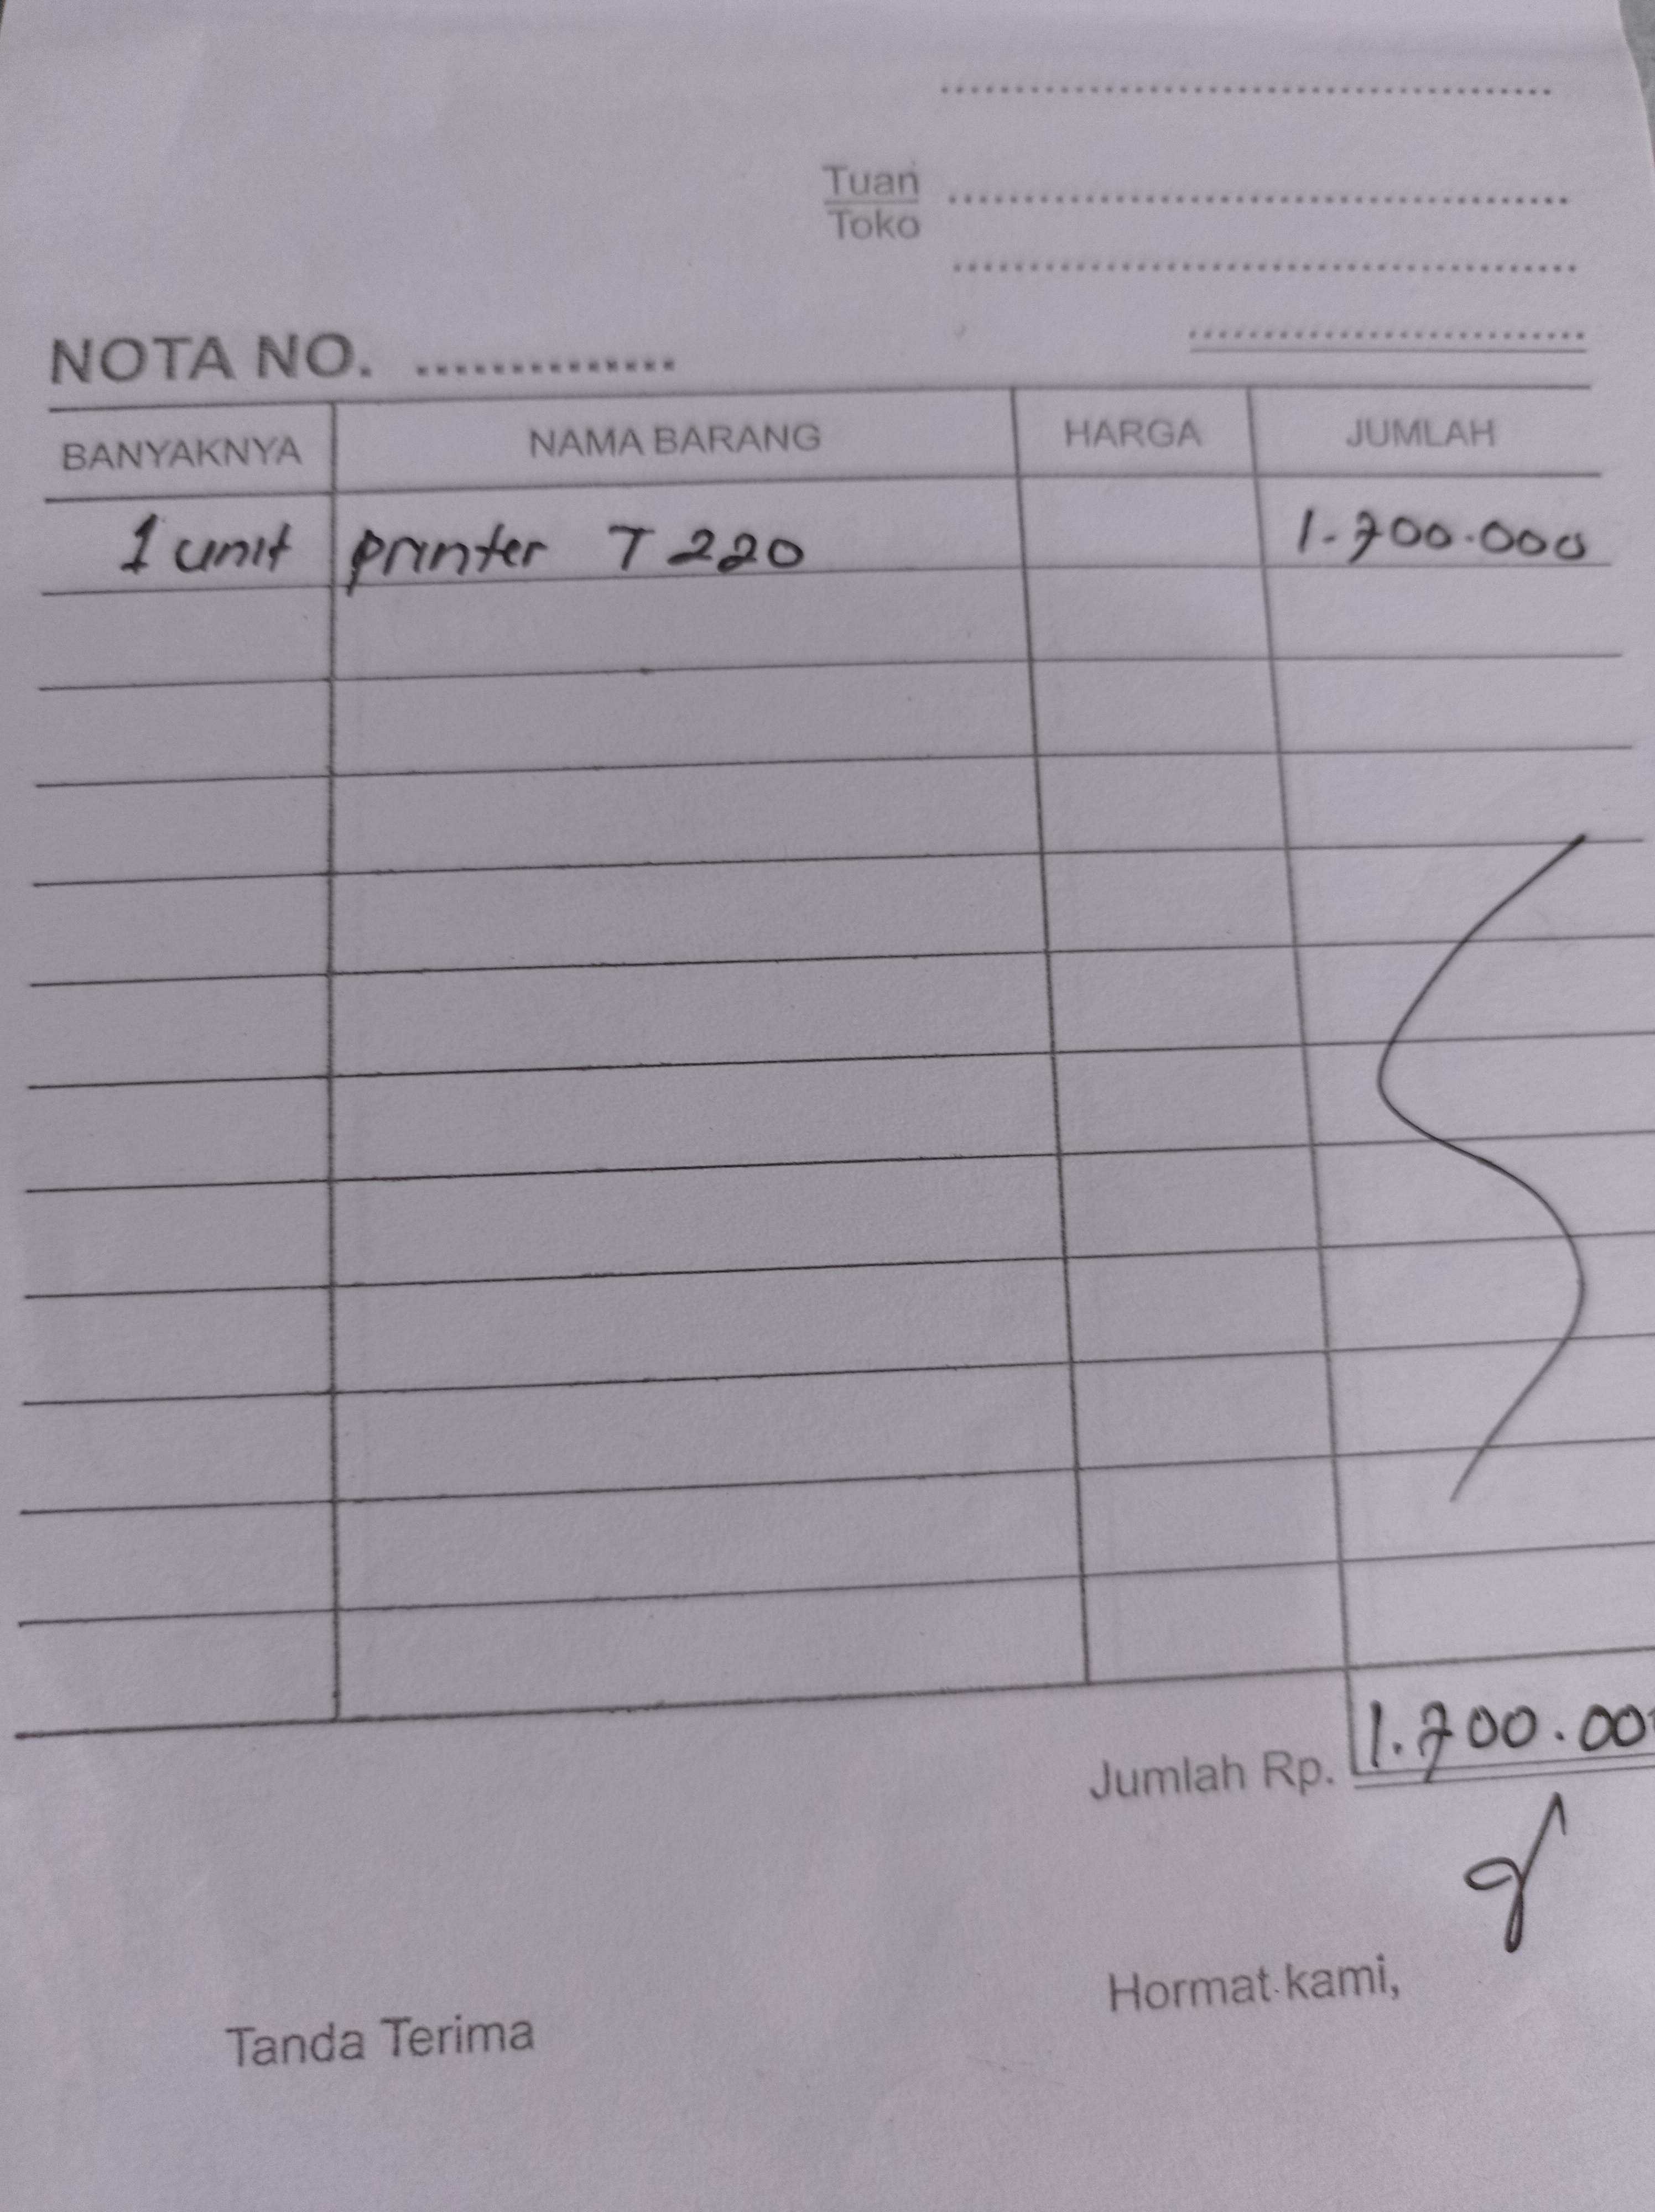 Tuan
Toko
NOTA NO. ..............
BANYAKNYA NAMA BARANG HARGA JUMLAH
1 unit printer T 220 1.700.000
Jumlah Rp. 1.700.00
Tanda Terima Hormat kami,